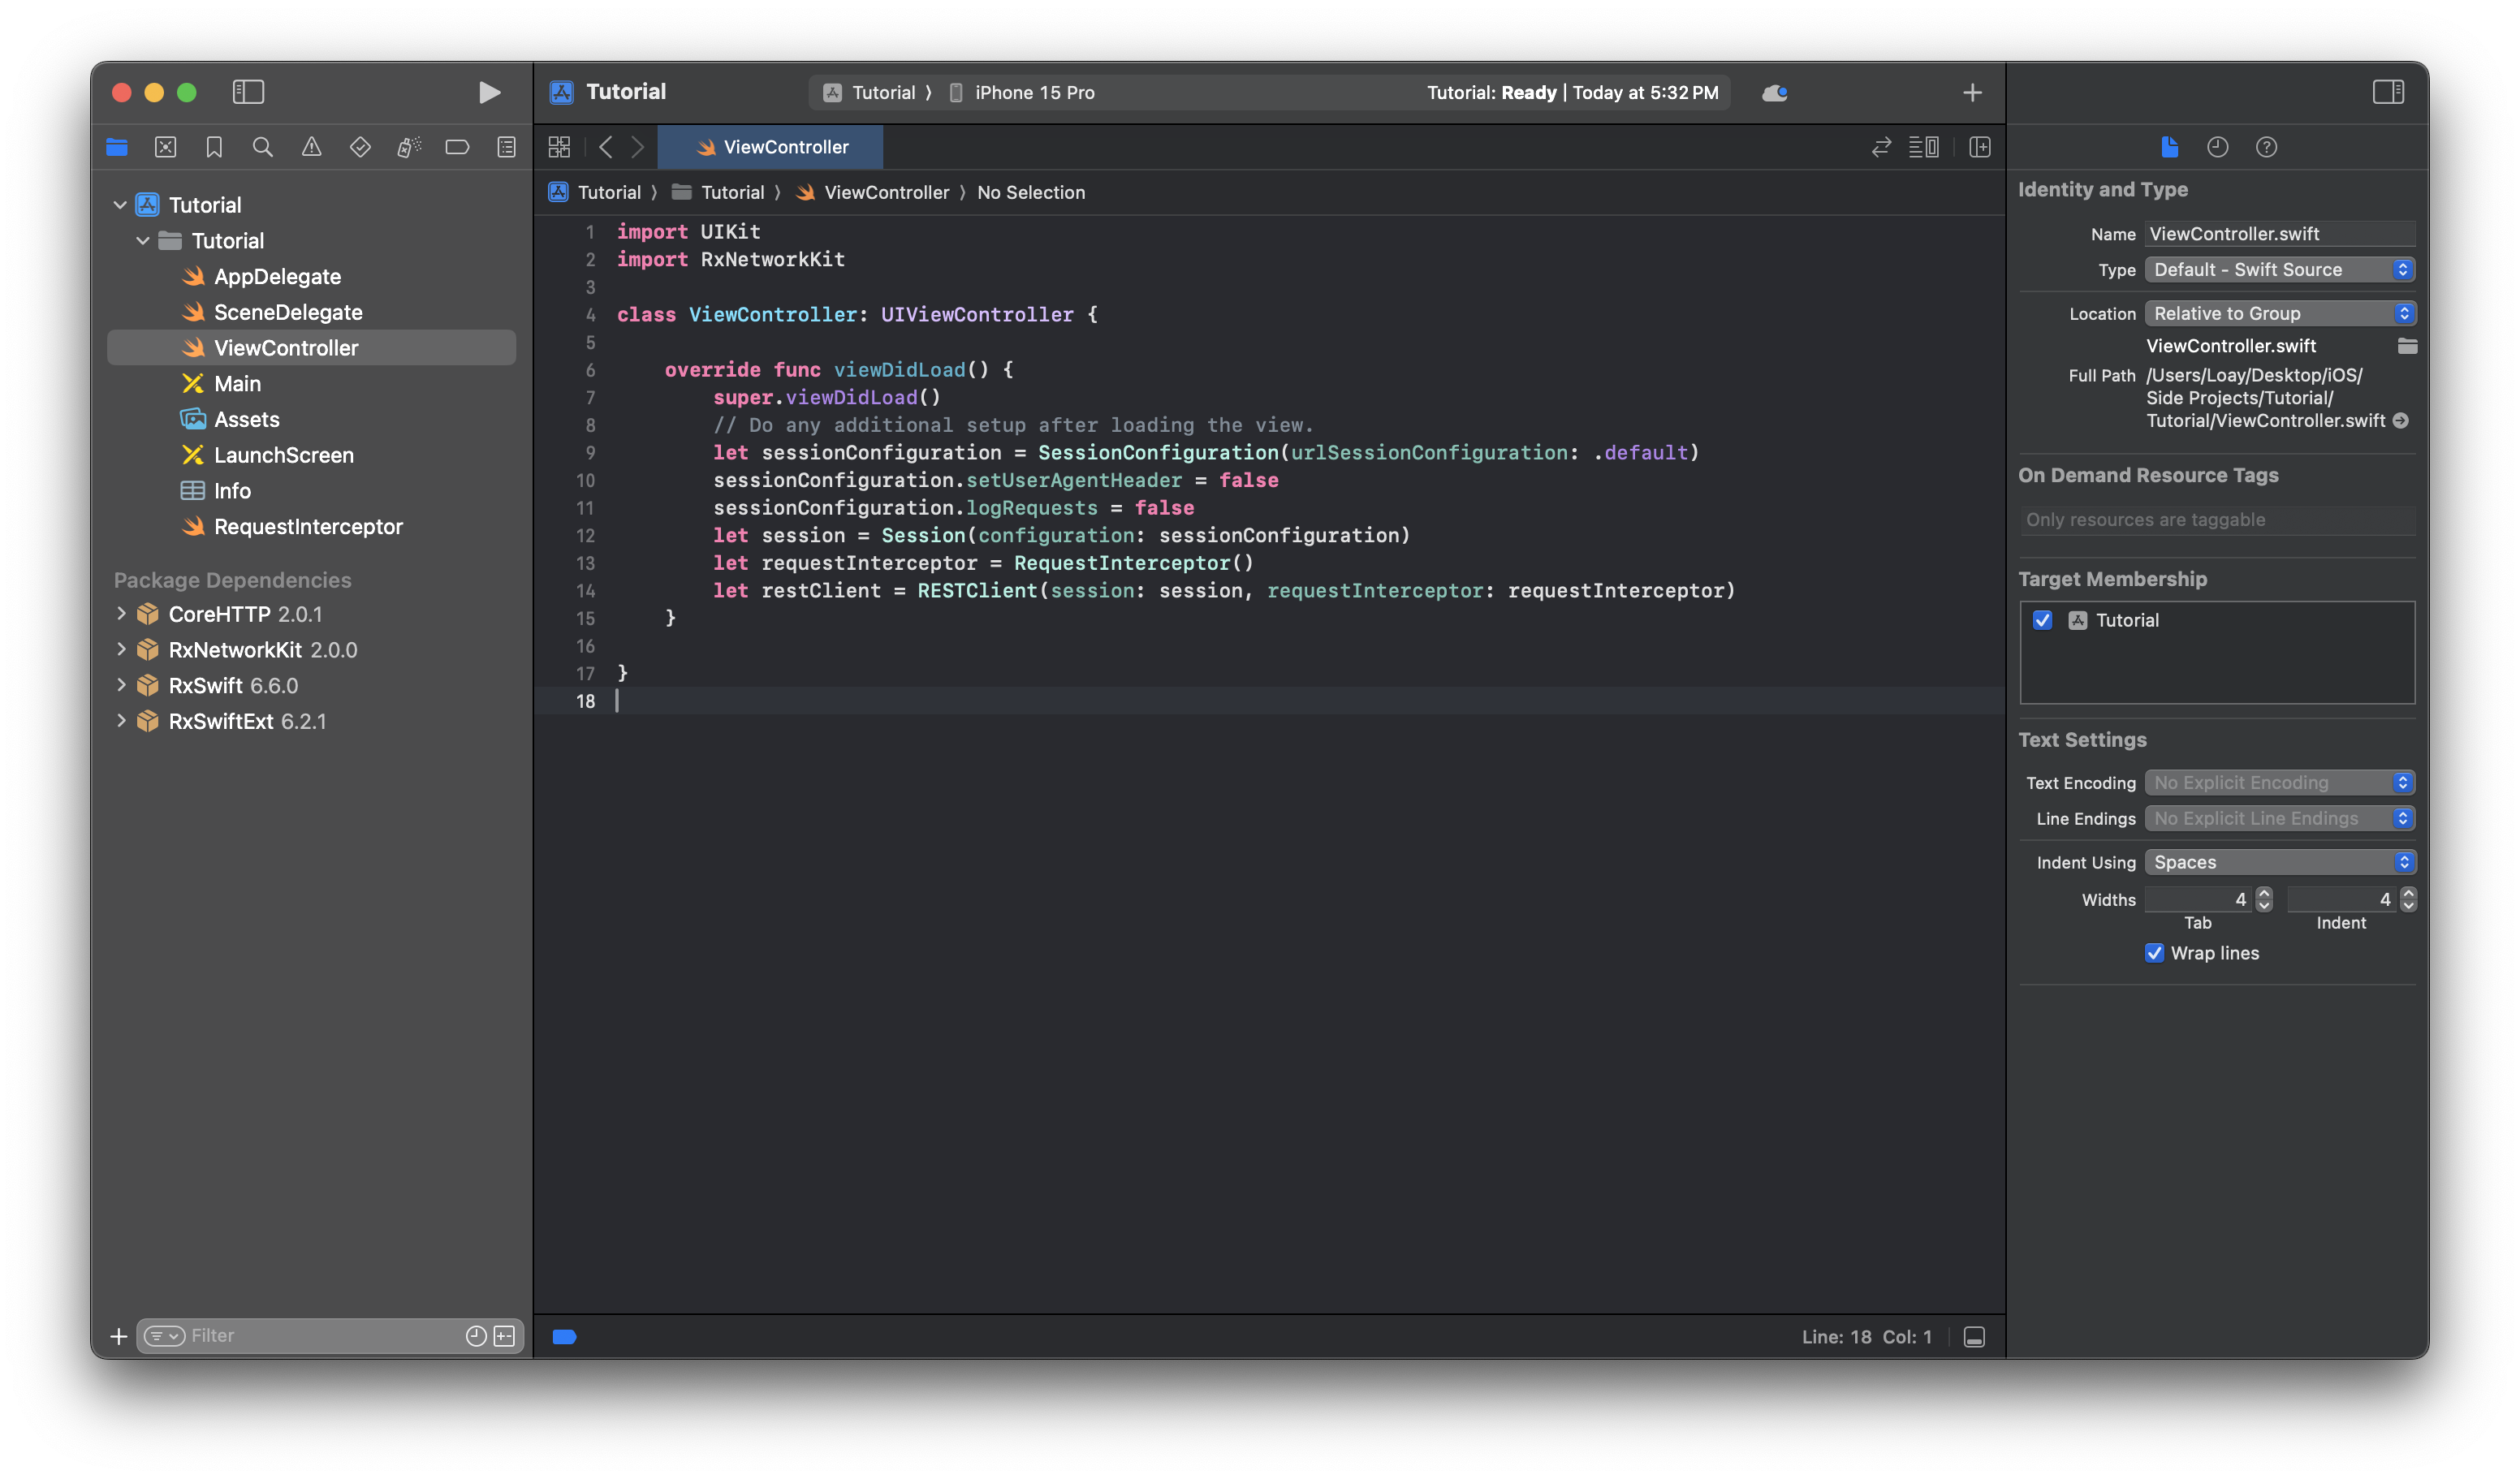 Tutorial
Tutorial 〉 iPhone 15 Pro
Tutorial: Ready | Today at 5:32 PM
ViewController
Tutorial 〉 Tutorial 〉 ViewController 〉 No Selection
Tutorial
Tutorial
AppDelegate
SceneDelegate
ViewController
Main
Assets
LaunchScreen
Info
RequestInterceptor
Package Dependencies
CoreHTTP 2.0.1
RxNetworkKit 2.0.0
RxSwift 6.6.0
RxSwiftExt 6.2.1
Filter
1 import UIKit
2 import RxNetworkKit
3
4 class ViewController: UIViewController {
5
6 override func viewDidLoad() {
7 super.viewDidLoad()
8 // Do any additional setup after loading the view.
9 let sessionConfiguration = SessionConfiguration(urlSessionConfiguration: .default)
10 sessionConfiguration.setUserAgentHeader = false
11 sessionConfiguration.logRequests = false
12 let session = Session(configuration: sessionConfiguration)
13 let requestInterceptor = RequestInterceptor()
14 let restClient = RESTClient(session: session, requestInterceptor: requestInterceptor)
15 }
16
17 }
18
Line: 18 Col: 1
Identity and Type
Name ViewController.swift
Type Default - Swift Source
Location Relative to Group
ViewController.swift
Full Path /Users/Loay/Desktop/iOS/
Side Projects/Tutorial/
Tutorial/ViewController.swift
On Demand Resource Tags
Only resources are taggable
Target Membership
Tutorial
Text Settings
Text Encoding No Explicit Encoding
Line Endings No Explicit Line Endings
Indent Using Spaces
Widths 4 4
Tab Indent
Wrap lines